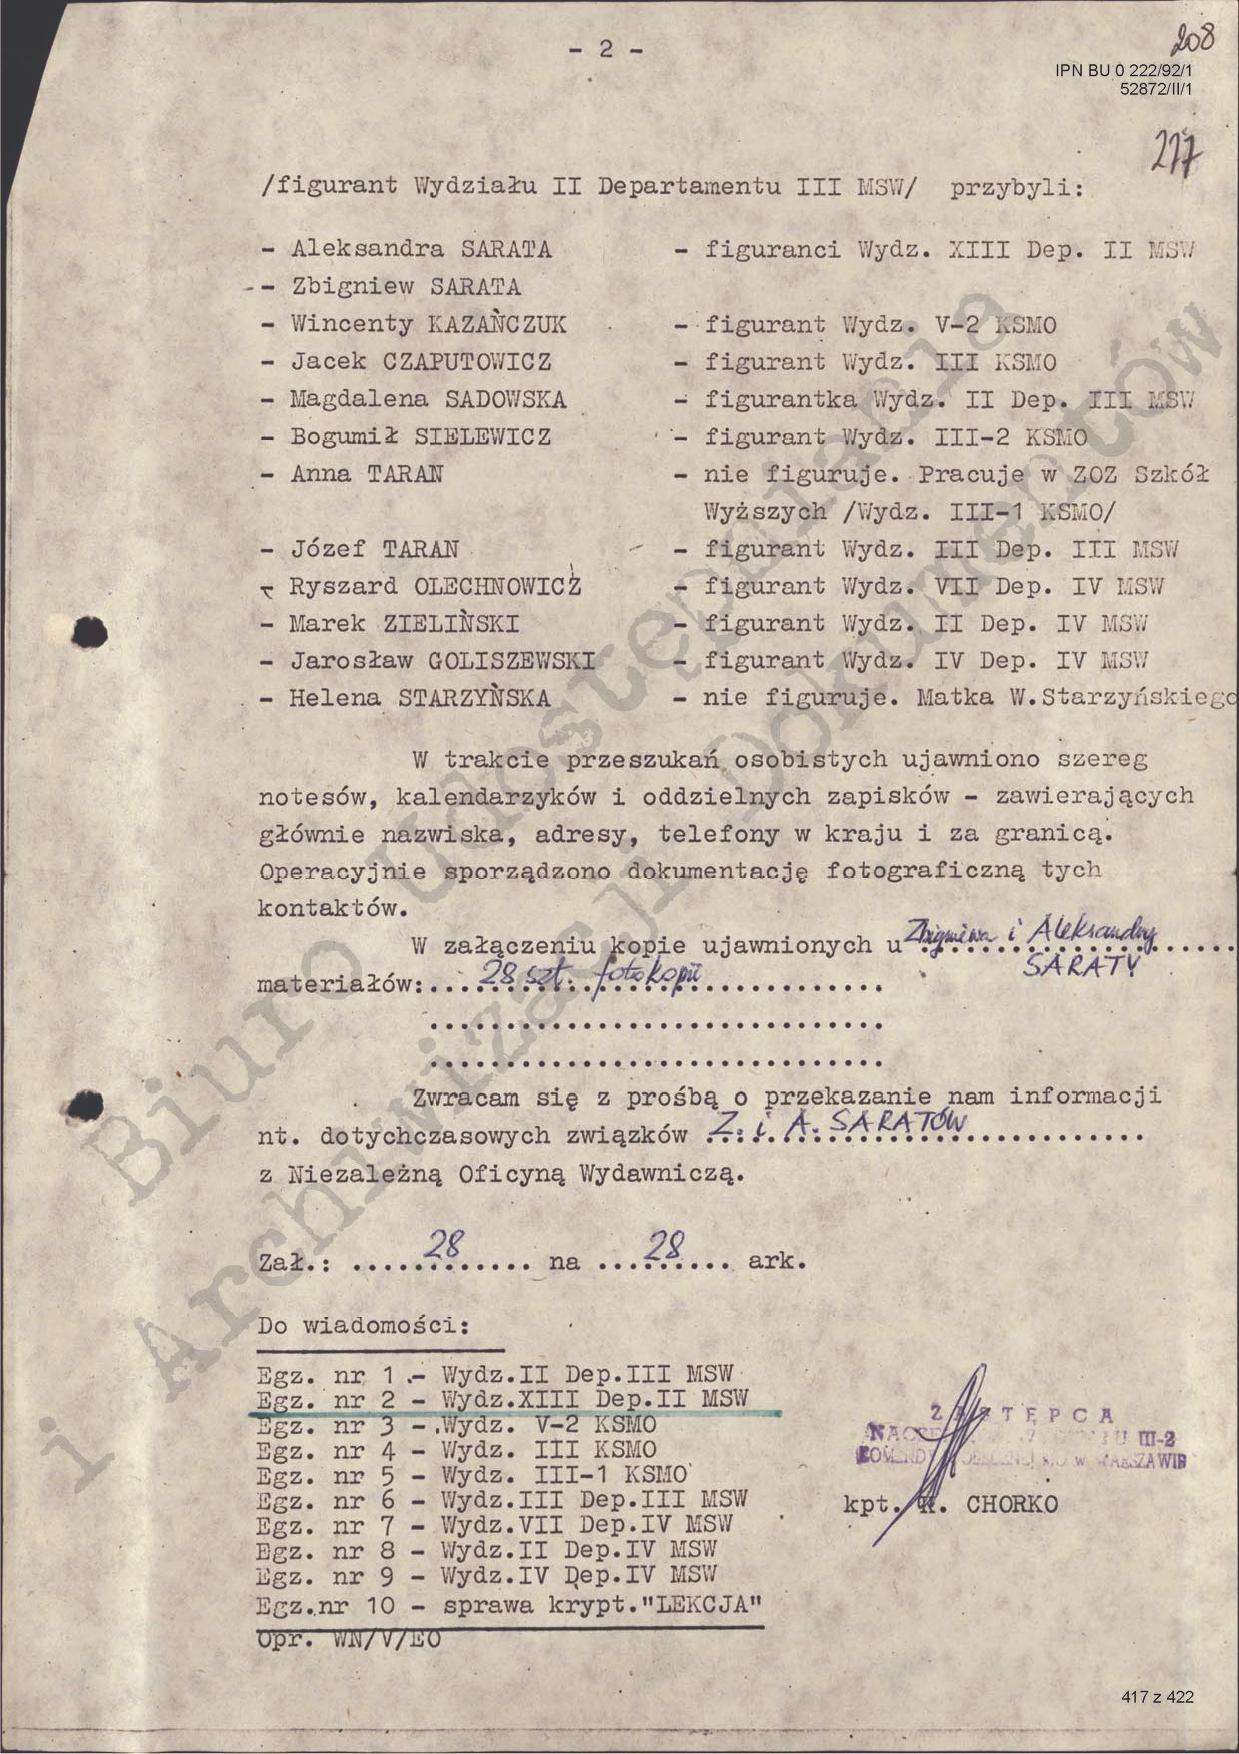 - 2 -
208
IPN BU 0 222/92/1
52872/II/1
217
/figurant Wydziału II Departamentu III MSW/ przybyli:
- Aleksandra SARATA - figuranci Wydz. XIII Dep. II MSW
- Zbigniew SARATA
- Wincenty KAZAŃCZUK - figurant Wydz. V-2 KSMO
- Jacek CZAPUTOWICZ - figurant Wydz. III KSMO
- Magdalena SADOWSKA - figurantka Wydz. II Dep. III MSW
- Bogumił SIELEWICZ - figurant Wydz. III-2 KSMO
- Anna TARAN - nie figuruje. Pracuje w ZOZ Szkół
Wyższych /Wydz. III-1 KSMO/
- Józef TARAN - figurant Wydz. III Dep. III MSW
- Ryszard OLECHNOWICZ - figurant Wydz. VII Dep. IV MSW
- Marek ZIELIŃSKI - figurant Wydz. II Dep. IV MSW
- Jarosław GOLISZEWSKI - figurant Wydz. IV Dep. IV MSW
- Helena STARZYŃSKA - nie figuruje. Matka W.Starzyńskiego
W trakcie przeszukań osobistych ujawniono szereg
notesów, kalendarzyków i oddzielnych zapisków - zawierających
głównie nazwiska, adresy, telefony w kraju i za granicą.
Operacyjnie sporządzono dokumentację fotograficzną tych
kontaktów.
W załączeniu kopie ujawnionych u Zbigniewa i Aleksandry
SARATY
materiałów: 28 szt. fotokopii
Zwracam się z prośbą o przekazanie nam informacji
nt. dotychczasowych związków Z. i A. SARATÓW
z Niezależną Oficyną Wydawniczą.
Zał.: 28 na 28 ark.
Do wiadomości:
Egz. nr 1 - Wydz.II Dep.III MSW
Egz. nr 2 - Wydz.XIII Dep.II MSW
Egz. nr 3 - Wydz. V-2 KSMO
Egz. nr 4 - Wydz. III KSMO
Egz. nr 5 - Wydz. III-1 KSMO
Egz. nr 6 - Wydz.III Dep.III MSW
Egz. nr 7 - Wydz.VII Dep.IV MSW
Egz. nr 8 - Wydz.II Dep.IV MSW
Egz. nr 9 - Wydz.IV Dep.IV MSW
Egz.nr 10 - sprawa krypt."LEKCJA"
Opr. WN/V/EO
ZASTĘPCA
III-2
w WARSZAWIE
kpt. CHORKO
Biuro Udostępniania
i Archiwizacji Dokumentów
417 z 422